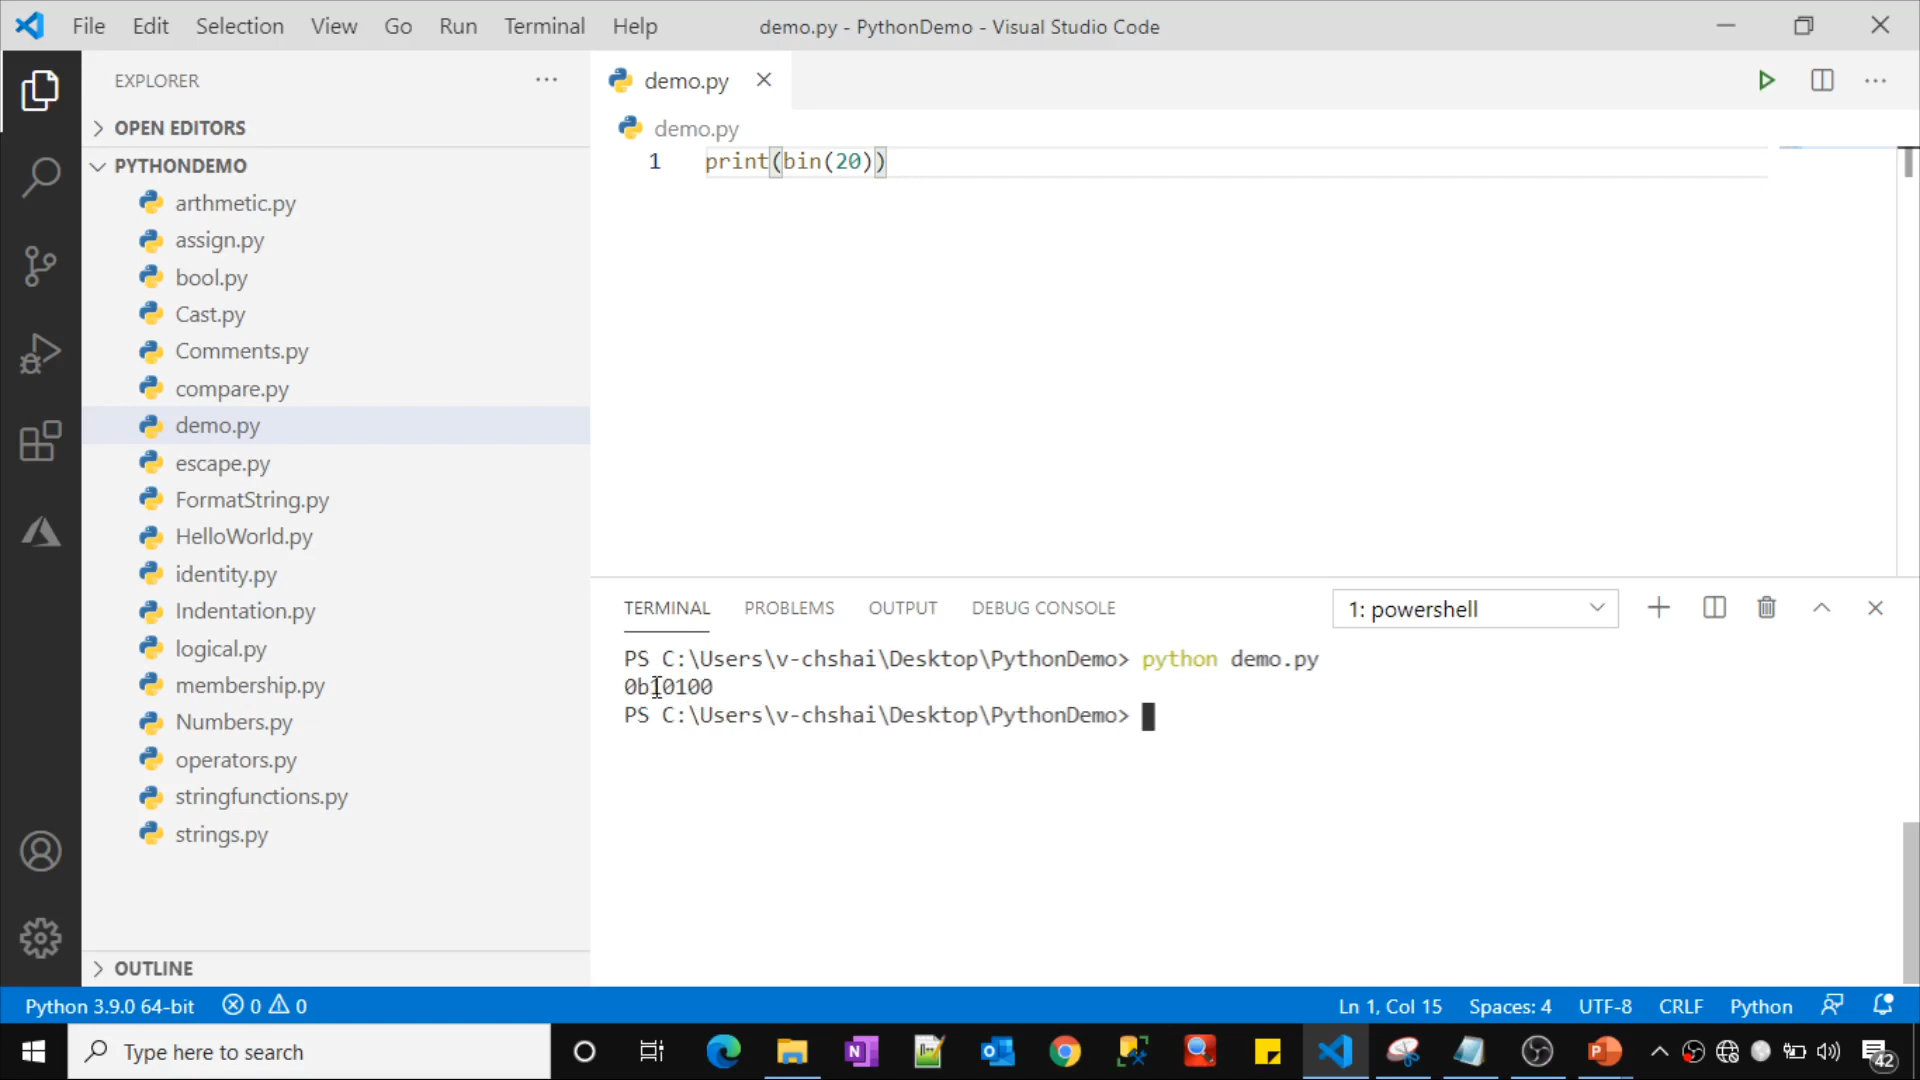 File Edit Selection View Go Run Terminal Help demo.py - PythonDemo - Visual Studio Code
EXPLORER
demo.py
OPEN EDITORS
demo.py
PYTHONDEMO
1 print(bin(20))
arthmetic.py
assign.py
bool.py
Cast.py
Comments.py
compare.py
demo.py
escape.py
FormatString.py
HelloWorld.py
identity.py
Indentation.py
logical.py
membership.py
Numbers.py
operators.py
stringfunctions.py
strings.py
OUTLINE
TERMINAL PROBLEMS OUTPUT DEBUG CONSOLE 1: powershell
PS C:\Users\v-chshai\Desktop\PythonDemo> python demo.py
0b10100
PS C:\Users\v-chshai\Desktop\PythonDemo>
Python 3.9.0 64-bit 0 0 Ln 1, Col 15 Spaces: 4 UTF-8 CRLF Python
Type here to search
42